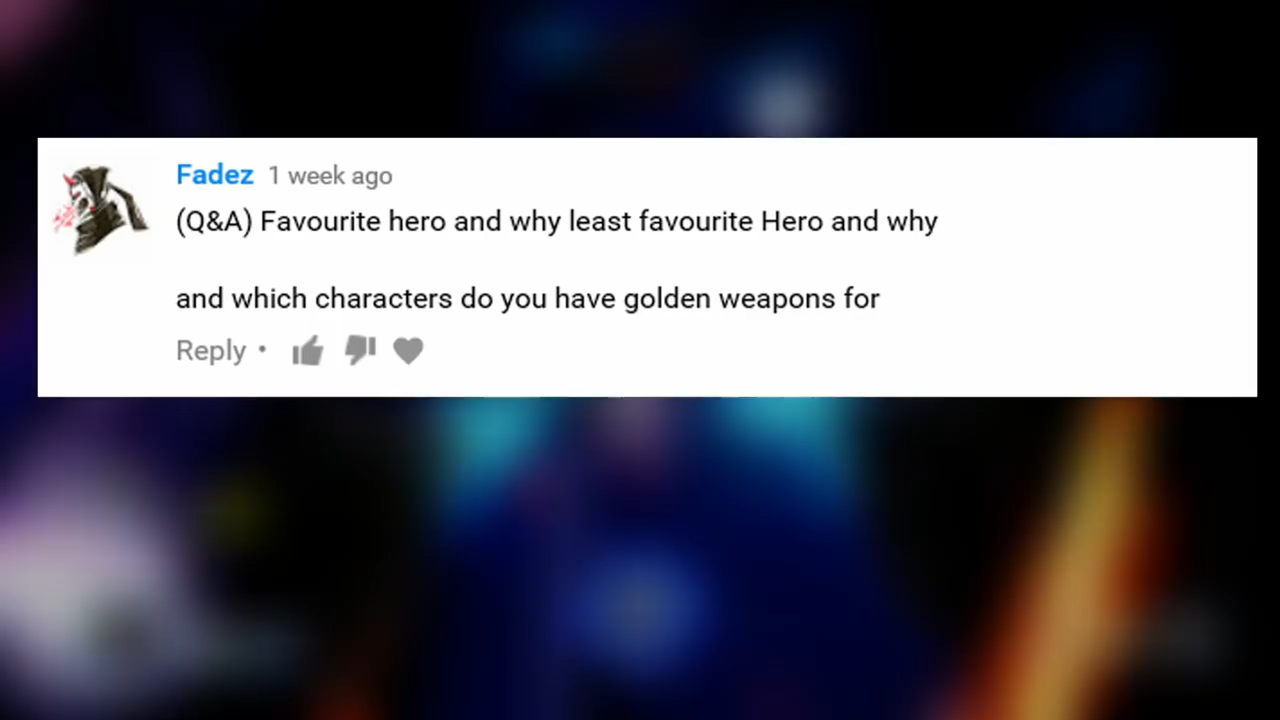 Fadez 1 week ago
(Q&A) Favourite hero and why least favourite Hero and why
and which characters do you have golden weapons for
Reply •